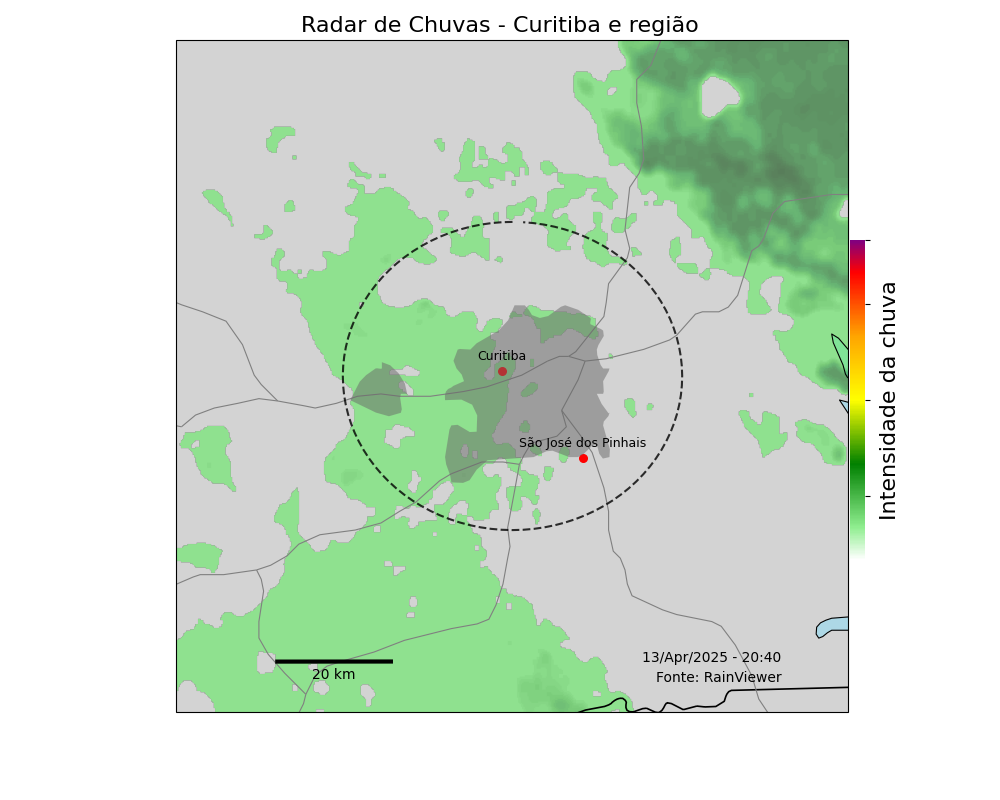 Radar de Chuvas - Curitiba e região
Curitiba
São José dos Pinhais
Intensidade da chuva
20 km
13/Apr/2025 - 20:40
Fonte: RainViewer